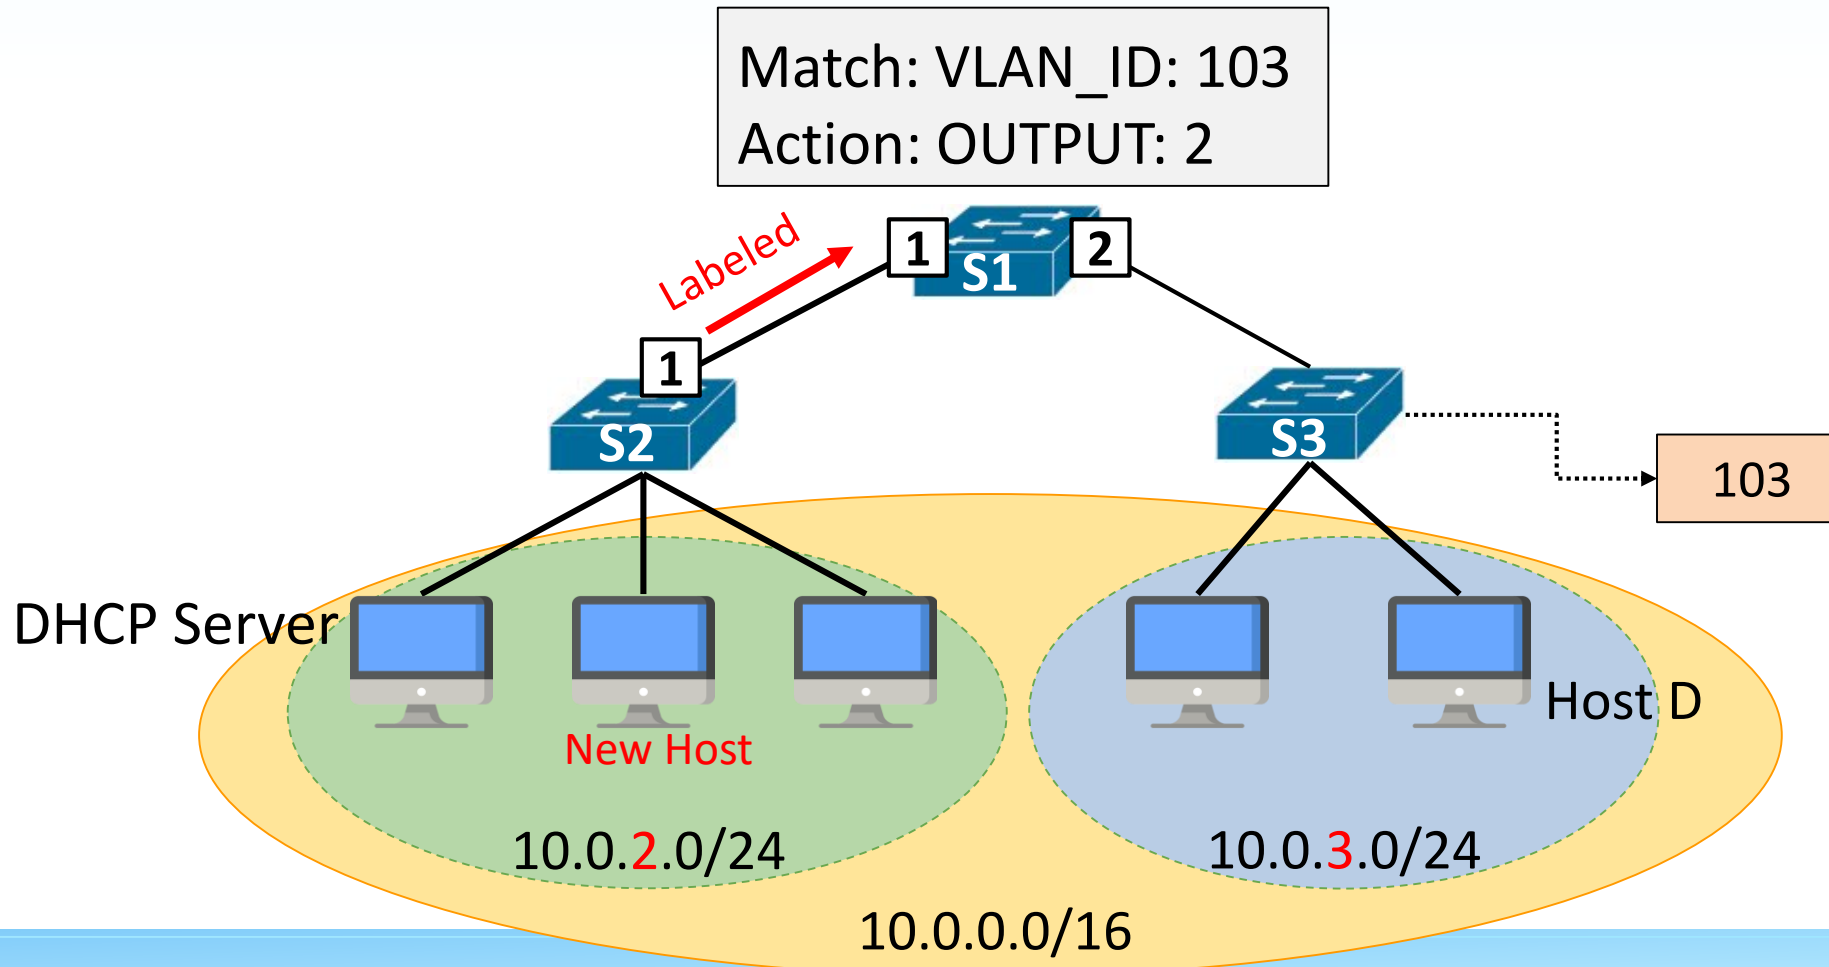 Match: VLAN_ID: 103
Action: OUTPUT: 2
Labeled
1
S1
2
1
S2
S3
103
DHCP Server
New Host
Host D
10.0.2.0/24
10.0.3.0/24
10.0.0.0/16